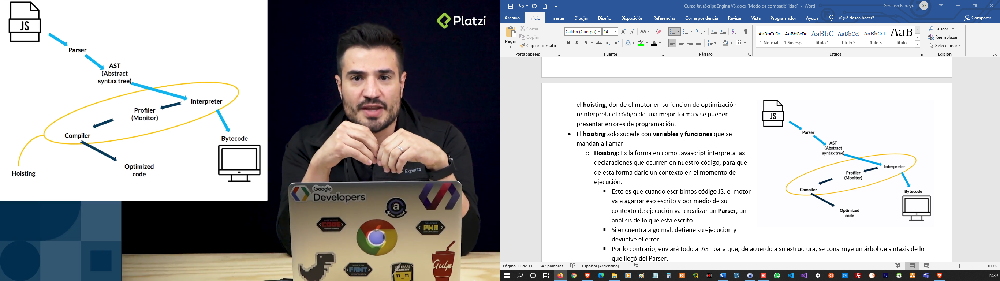 JS
Parser
AST
(Abstract
syntax tree)
Interpreter
Profiler
(Monitor)
Compiler
Bytecode
Optimized
code
Hoisting
Platzi
Experts
Google
Developers
CODE
PWR
MASTER
FRNT
CENTRAAL
ACADEMY
Gulp
Curso JavaScript Engine V8.docx [Modo de compatibilidad] - Word
Gerardo Ferreyra
GF
Archivo
Inicio
Insertar
Dibujar
Diseño
Disposición
Referencias
Correspondencia
Revisar
Vista
Programador
Ayuda
¿Qué desea hacer?
Compartir
Pegar
Cortar
Copiar
Copiar formato
Portapapeles
Calibri (Cuerpo)
14
Aa
N K S abc x₂ x²
Fuente
Párrafo
AaBbCcDc
¶ Normal
AaBbCcDc
¶ Sin espa...
AaBbC
Título 1
AaBbCcI
Título 2
AaBbCcI
Título 3
AaB
Título
Estilos
Buscar
Reemplazar
Seleccionar
Edición
el hoisting, donde el motor en su función de optimización
reinterpreta el código de una mejor forma y se pueden
presentar errores de programación.
● El hoisting solo sucede con variables y funciones que se
mandan a llamar.
o Hoisting: Es la forma en cómo Javascript interpreta las
declaraciones que ocurren en nuestro código, para que
de esta forma darle un contexto en el momento de
ejecución.
▪ Esto es que cuando escribimos código JS, el motor
va a agarrar eso escrito y por medio de su
contexto de ejecución va a realizar un Parser, un
análisis de lo que está escrito.
▪ Si encuentra algo mal, detiene su ejecución y
devuelve el error.
▪ Por lo contrario, enviará todo al AST para que, de acuerdo a su estructura, se construye un árbol de sintaxis de lo
que llegó del Parser.
JS
Parser
AST
(Abstract
syntax tree)
Interpreter
Profiler
(Monitor)
Compiler
Bytecode
Optimized
code
Página 11 de 11
647 palabras
Español (Argentina)
100%
15:39